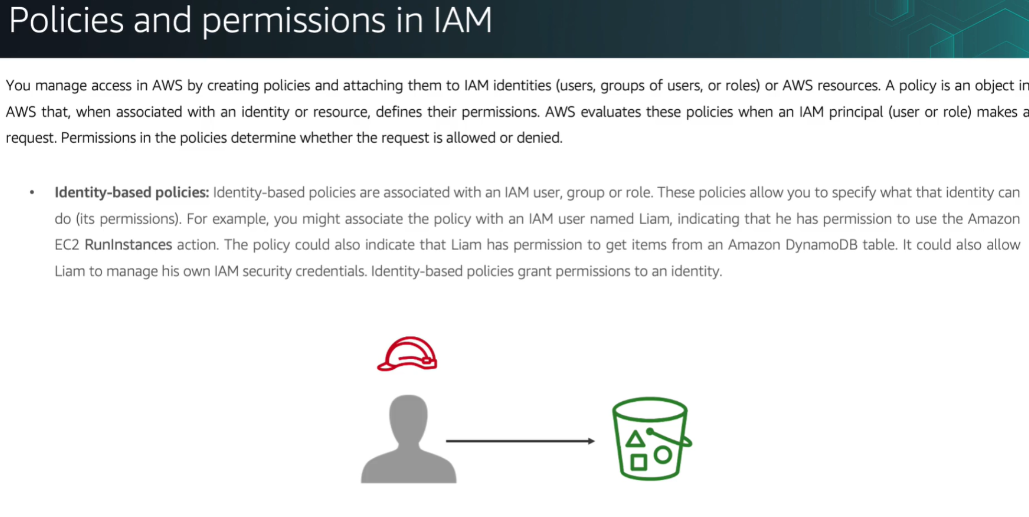 Policies and permissions in IAM
You manage access in AWS by creating policies and attaching them to IAM identities (users, groups of users, or roles) or AWS resources. A policy is an object in
AWS that, when associated with an identity or resource, defines their permissions. AWS evaluates these policies when an IAM principal (user or role) makes a
request. Permissions in the policies determine whether the request is allowed or denied.
• Identity-based policies: Identity-based policies are associated with an IAM user, group or role. These policies allow you to specify what that identity can
do (its permissions). For example, you might associate the policy with an IAM user named Liam, indicating that he has permission to use the Amazon
EC2 RunInstances action. The policy could also indicate that Liam has permission to get items from an Amazon DynamoDB table. It could also allow
Liam to manage his own IAM security credentials. Identity-based policies grant permissions to an identity.